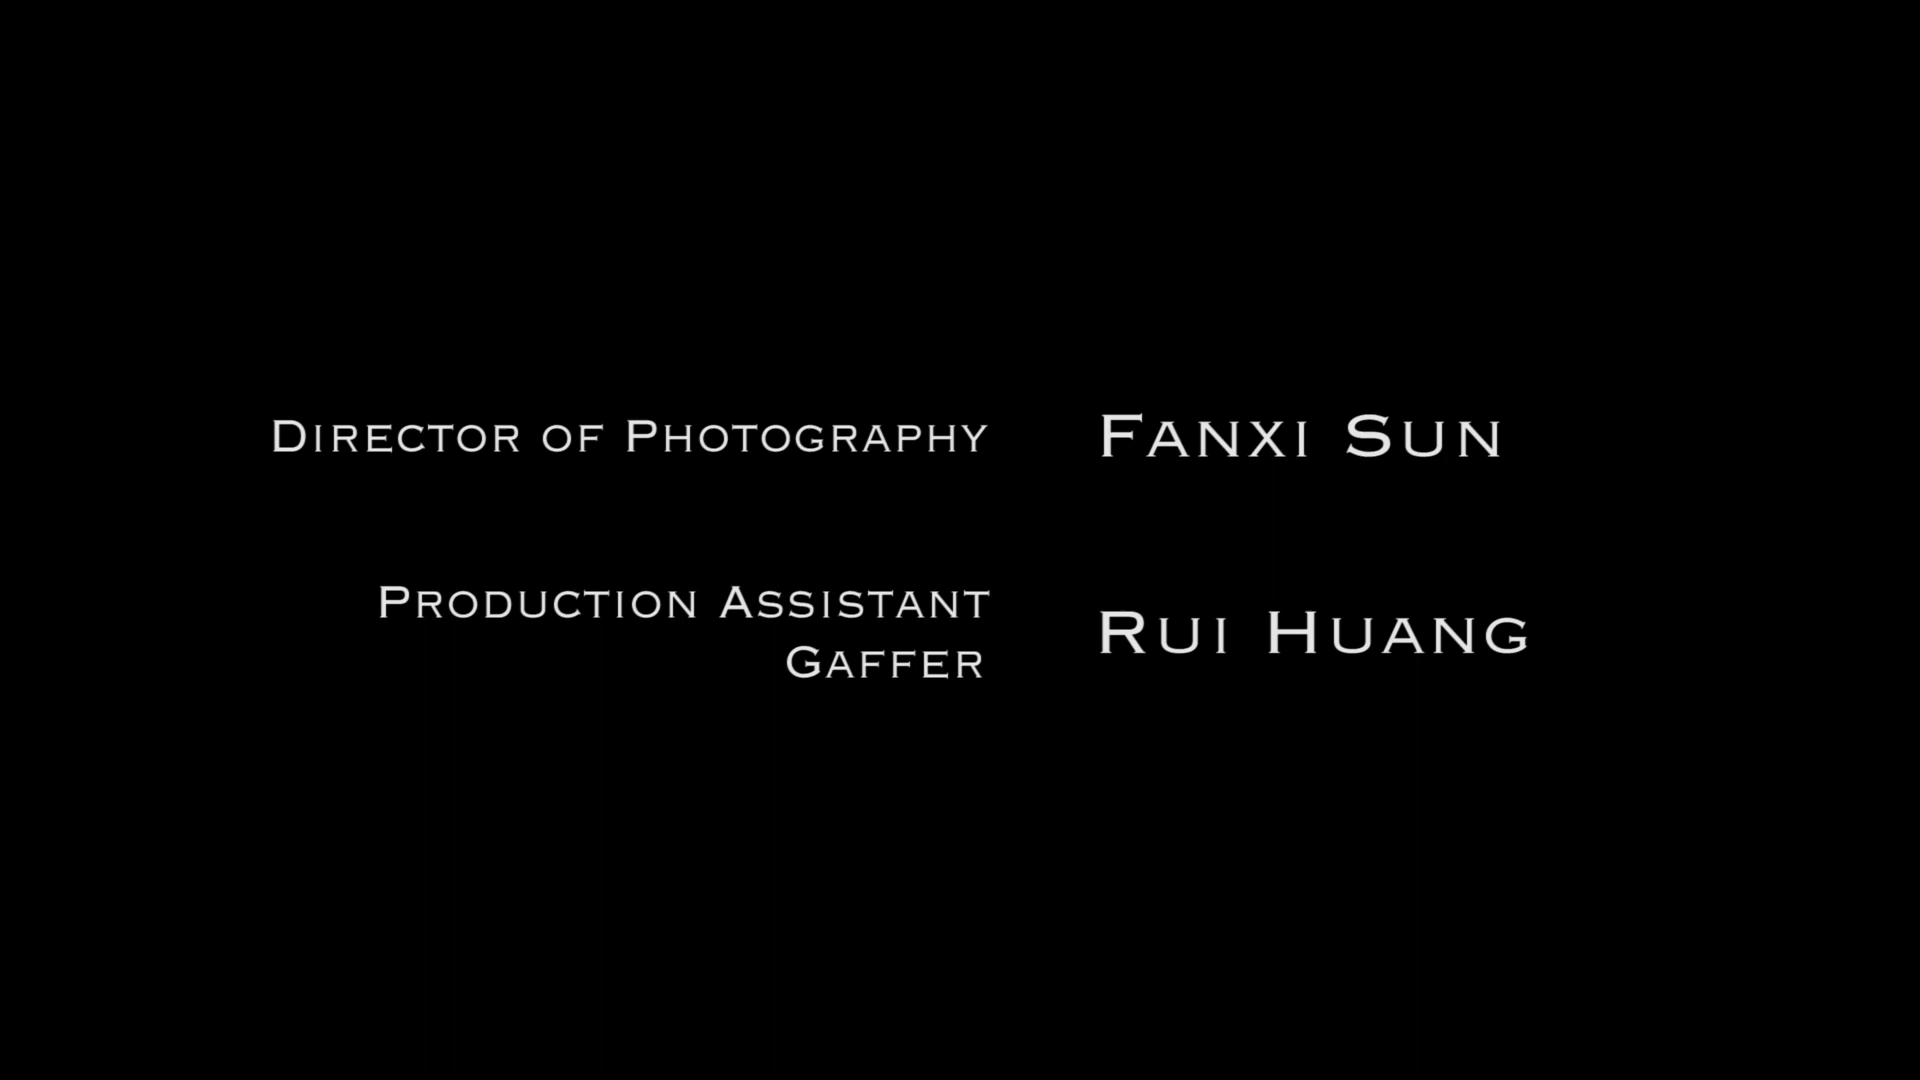 Director of Photography Fanxi Sun
Production Assistant
Gaffer
Rui Huang